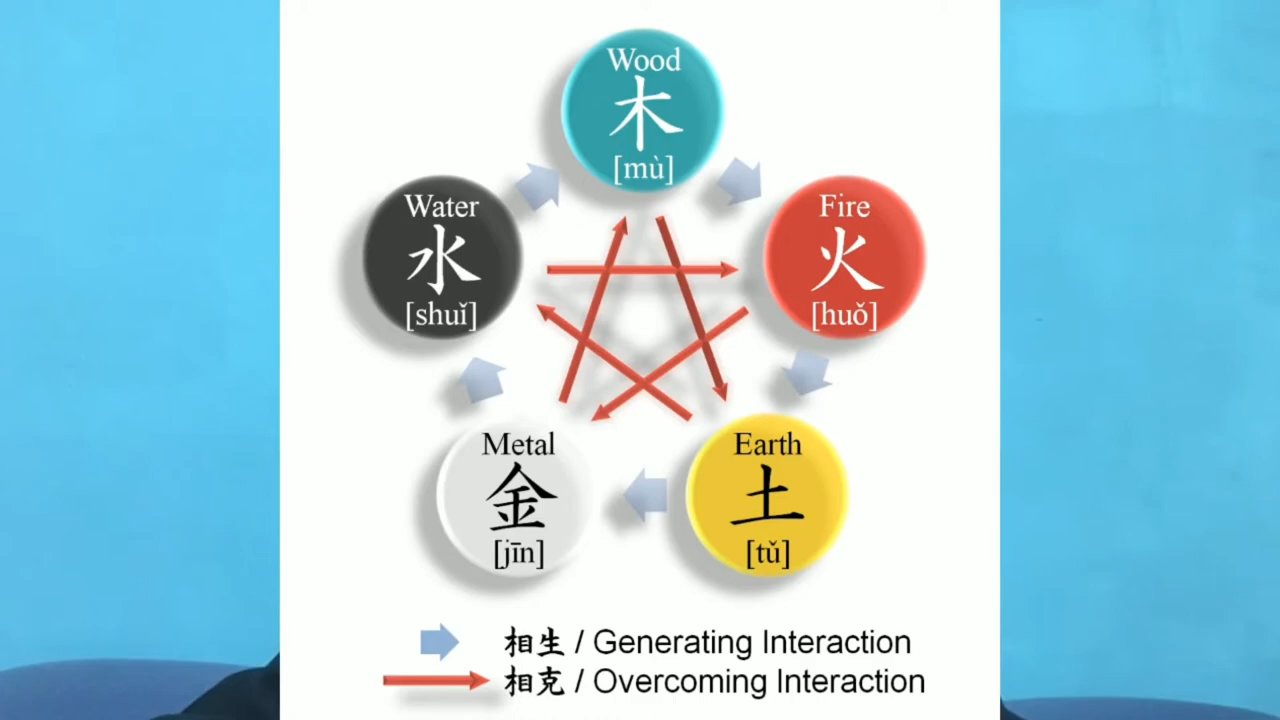 Wood
木
[mù]
Water
水
[shuǐ]
Fire
火
[huǒ]
Metal
金
[jīn]
Earth
土
[tǔ]
相生 / Generating Interaction
相克 / Overcoming Interaction